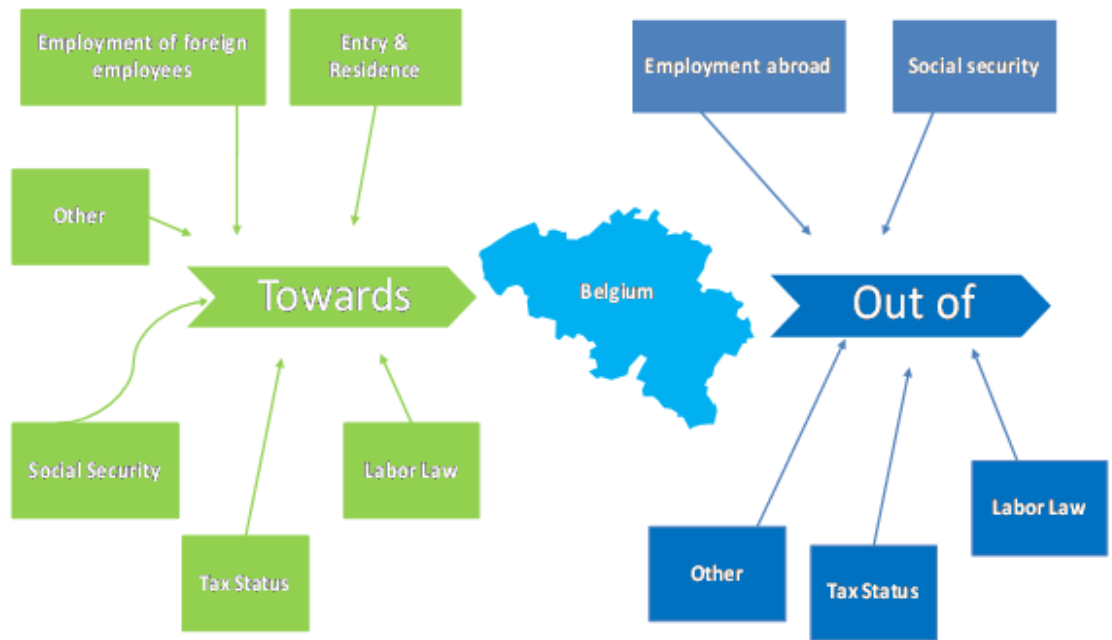 Employment of foreign
employees
Entry &
Residence
Other
Towards
Social Security
Tax Status
Labor Law
Belgium
Employment abroad
Social security
Out of
Other
Tax Status
Labor Law